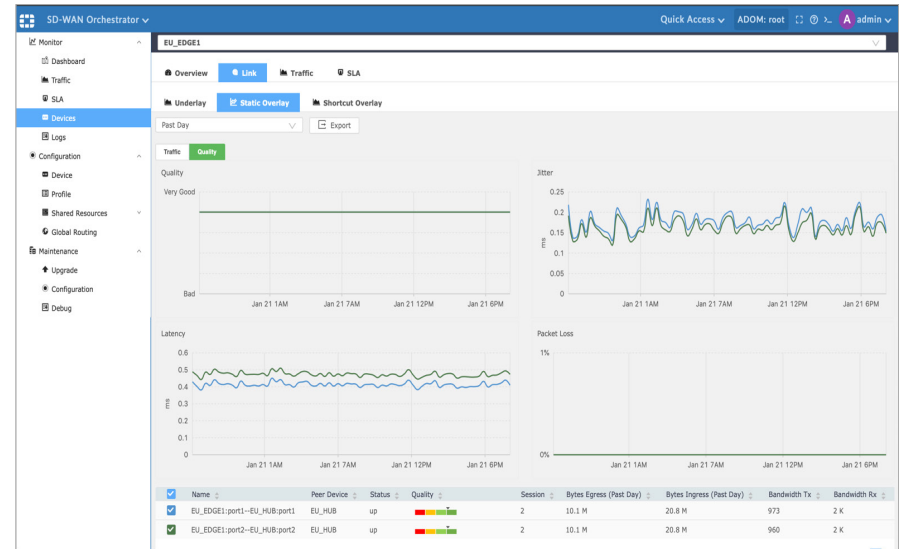 SD-WAN Orchestrator
Quick Access
ADOM: root
A admin
Monitor
Dashboard
Traffic
SLA
Devices
Logs
Configuration
Device
Profile
Shared Resources
Global Routing
Maintenance
Upgrade
Configuration
Debug
EU_EDGE1
Overview Link Traffic SLA
Underlay Static Overlay Shortcut Overlay
Past Day Export
Traffic Quality
Quality
Very Good
Bad
Jan 21 1AM Jan 21 7AM Jan 21 12PM Jan 21 6PM
Jitter
0.25
0.2
0.15
ms
0.1
0.05
0
Jan 21 1AM Jan 21 7AM Jan 21 12PM Jan 21 6PM
Latency
0.6
0.5
0.4
ms
0.3
0.2
0.1
0
Jan 21 1AM Jan 21 7AM Jan 21 12PM Jan 21 6PM
Packet Loss
1%
0%
Jan 21 1AM Jan 21 7AM Jan 21 12PM Jan 21 6PM
Name Peer Device Status Quality Session Bytes Egress (Past Day) Bytes Ingress (Past Day) Bandwidth Tx Bandwidth Rx
EU_EDGE1:port1--EU_HUB:port1 EU_HUB up 2 10.1 M 20.8 M 973 2 K
EU_EDGE1:port2--EU_HUB:port2 EU_HUB up 2 10.1 M 20.8 M 960 2 K